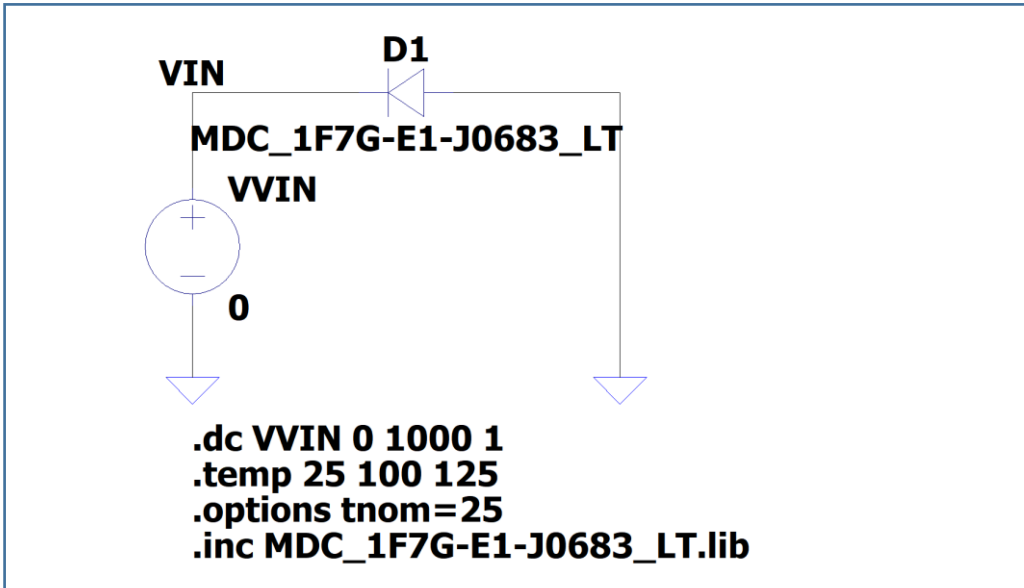 D1
VIN
MDC_1F7G-E1-J0683_LT
VVIN
0
.dc VVIN 0 1000 1
.temp 25 100 125
.options tnom=25
.inc MDC_1F7G-E1-J0683_LT.lib